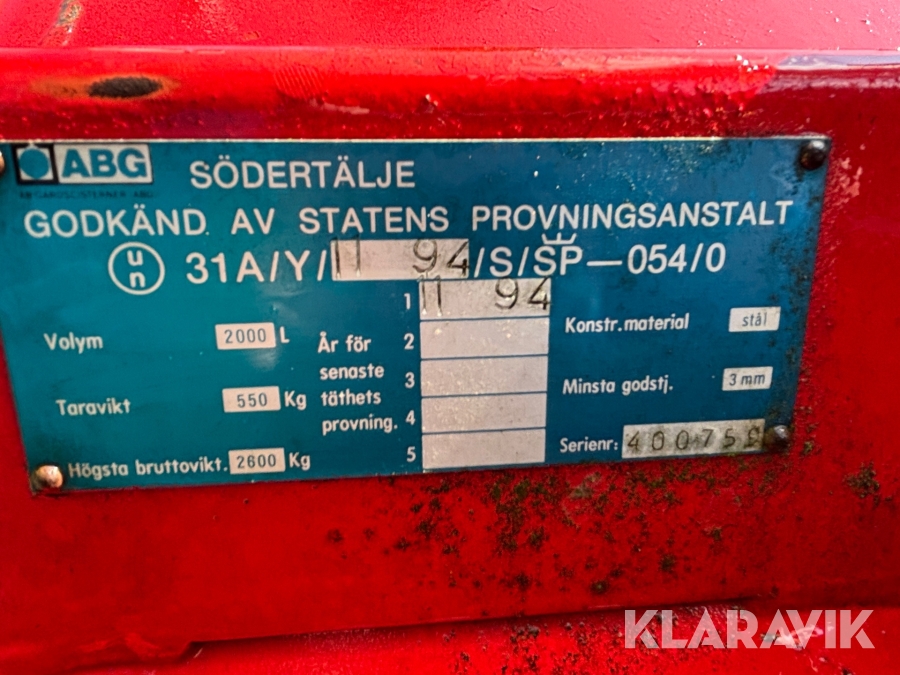 ABG
SÖDERTÄLJE
GODKÄND AV STATENS PROVNINGSANSTALT
un 31A/Y/11 94/S/SP—054/0
Volym 2000 L
Taravikt 550 Kg
Högsta bruttovikt. 2600 Kg
År för senaste täthets provning.
1 11 94
2
3
4
5
Konstr.material stål
Minsta godstj. 3mm
Serienr: 400759
KLARAVIK